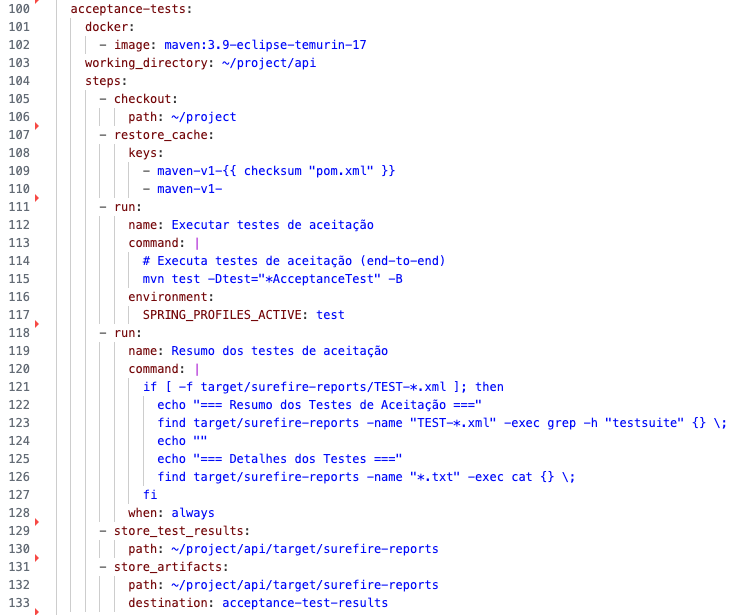 100 acceptance-tests:
101 docker:
102 - image: maven:3.9-eclipse-temurin-17
103 working_directory: ~/project/api
104 steps:
105 - checkout:
106 path: ~/project
107 - restore_cache:
108 keys:
109 - maven-v1-{{ checksum "pom.xml" }}
110 - maven-v1-
111 - run:
112 name: Executar testes de aceitação
113 command: |
114 # Executa testes de aceitação (end-to-end)
115 mvn test -Dtest="*AcceptanceTest" -B
116 environment:
117 SPRING_PROFILES_ACTIVE: test
118 - run:
119 name: Resumo dos testes de aceitação
120 command: |
121 if [ -f target/surefire-reports/TEST-*.xml ]; then
122 echo "=== Resumo dos Testes de Aceitação ==="
123 find target/surefire-reports -name "TEST-*.xml" -exec grep -h "testsuite" {} \;
124 echo ""
125 echo "=== Detalhes dos Testes ==="
126 find target/surefire-reports -name "*.txt" -exec cat {} \;
127 fi
128 when: always
129 - store_test_results:
130 path: ~/project/api/target/surefire-reports
131 - store_artifacts:
132 path: ~/project/api/target/surefire-reports
133 destination: acceptance-test-results